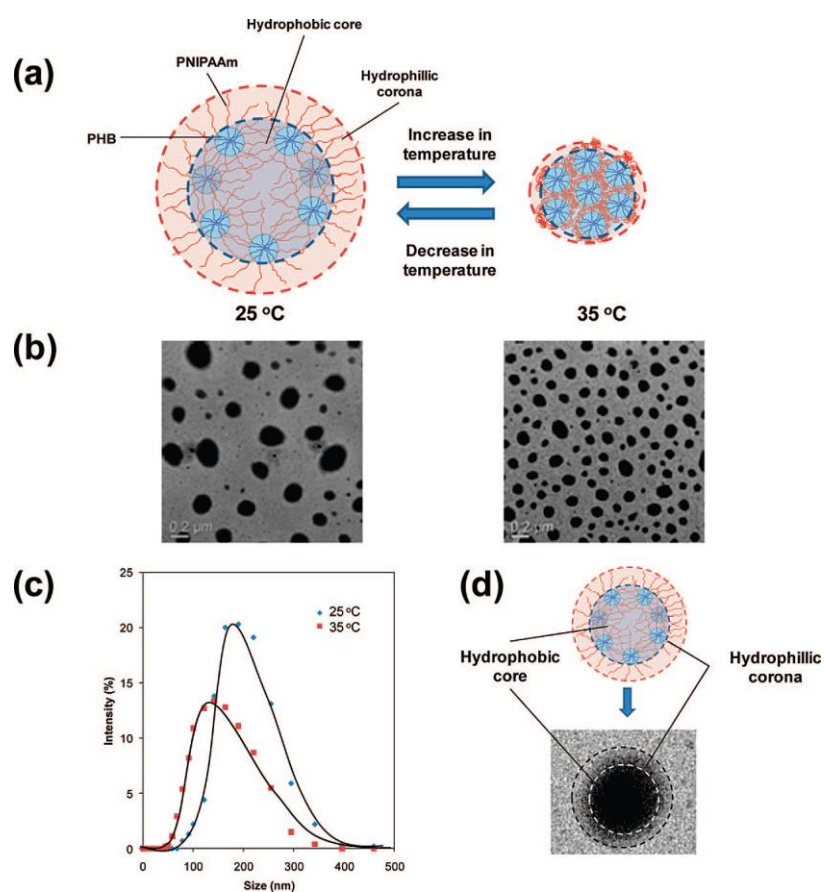 (a)
Hydrophobic core
PNIPAAm
Hydrophillic
corona
PHB
Increase in
temperature
Decrease in
temperature
25 °C
35 °C
(b)
0.2 µm
0.2 µm
(c)
25
20
15
10
5
0
Intensity (%)
25 °C
35 °C
0
100
200
300
400
500
Size (nm)
(d)
Hydrophobic
core
Hydrophillic
corona